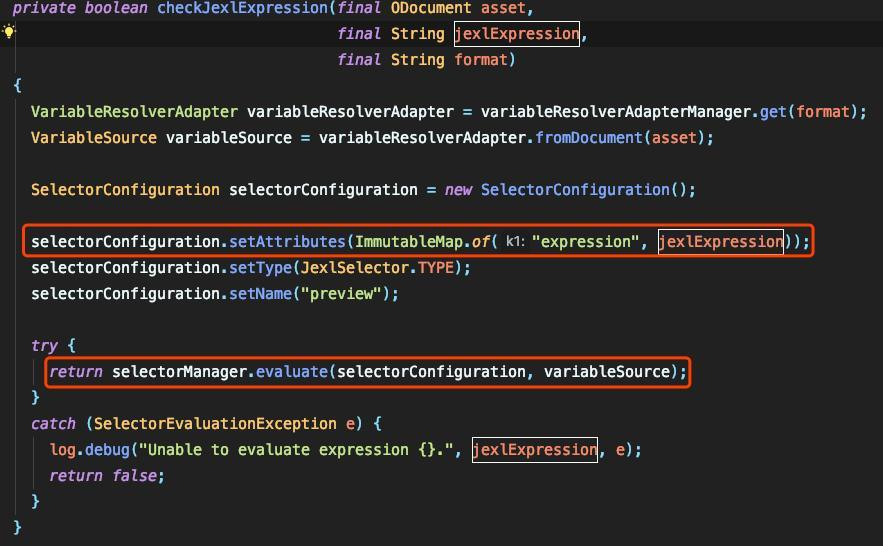 private boolean checkJexlExpression(final ODocument asset,
final String jexlExpression,
final String format)
{
VariableResolverAdapter variableResolverAdapter = variableResolverAdapterManager.get(format);
VariableSource variableSource = variableResolverAdapter.fromDocument(asset);
SelectorConfiguration selectorConfiguration = new SelectorConfiguration();
selectorConfiguration.setAttributes(ImmutableMap.of( k1: "expression", jexlExpression));
selectorConfiguration.setType(JexlSelector.TYPE);
selectorConfiguration.setName("preview");
try {
return selectorManager.evaluate(selectorConfiguration, variableSource);
}
catch (SelectorEvaluationException e) {
log.debug("Unable to evaluate expression {}.", jexlExpression, e);
return false;
}
}